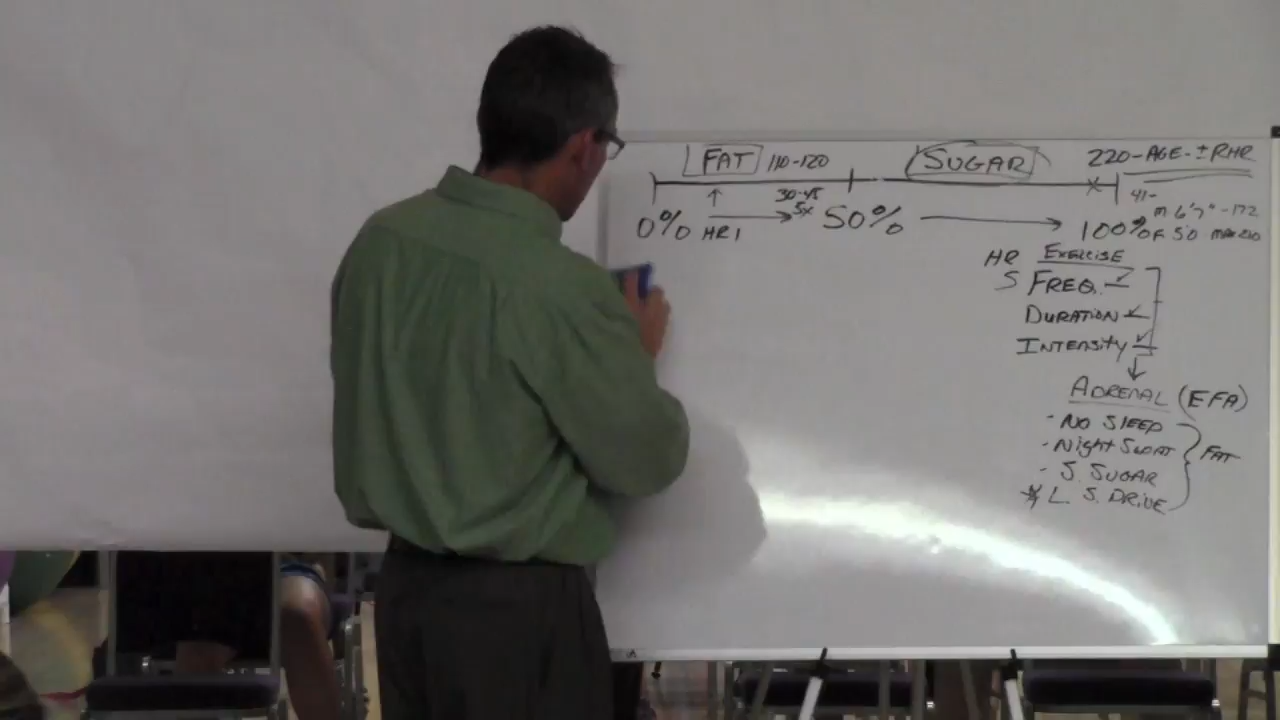 FAT 110-120 SUGAR 220-AGE-±RHR
30-45 41-
5x M 6'7" -172
0% HR1 50% 100% OF 50 MAX
HR EXERCISE
S FREQ.
DURATION
INTENSITY
ADRENAL (EFA)
- NO SLEEP
- Night SWEAT FAT
- S. SUGAR
* L. S. DRIVE